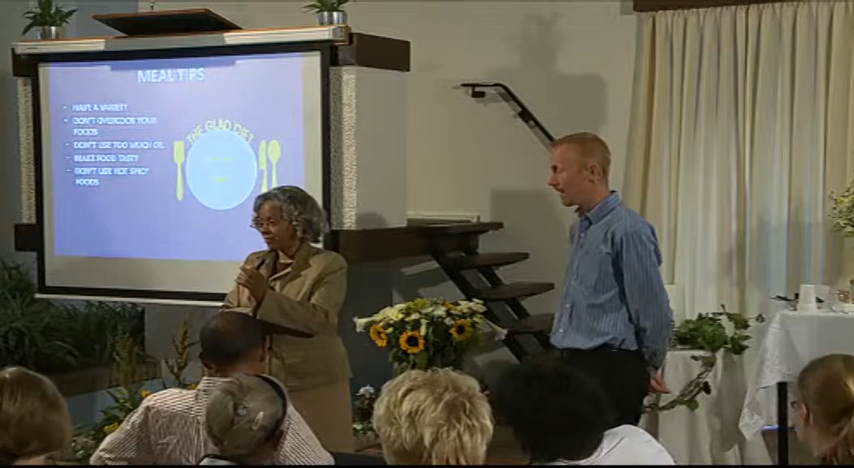 MEAL TIPS
HAVE A VARIETY
DON'T OVERCOOK YOUR
FOODS
DON'T USE TOO MUCH OIL
MAKE FOOD TASTY
DON'T USE HOT SPICY
FOODS
THE GLAD DIET